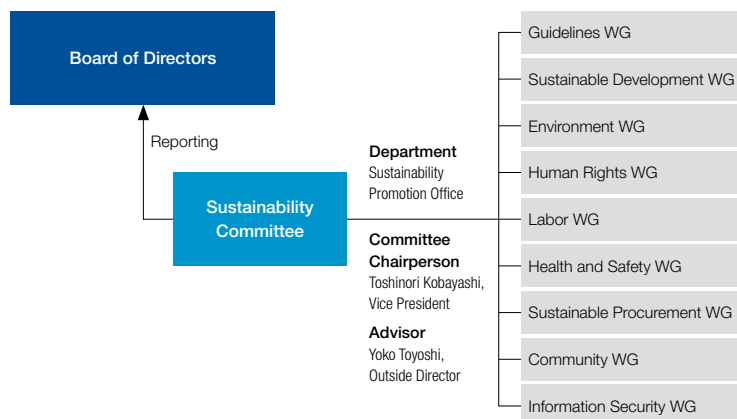 Board of Directors
Reporting
Sustainability
Committee
Department
Sustainability
Promotion Office
Committee
Chairperson
Toshinori Kobayashi,
Vice President
Advisor
Yoko Toyoshi,
Outside Director
Guidelines WG
Sustainable Development WG
Environment WG
Human Rights WG
Labor WG
Health and Safety WG
Sustainable Procurement WG
Community WG
Information Security WG